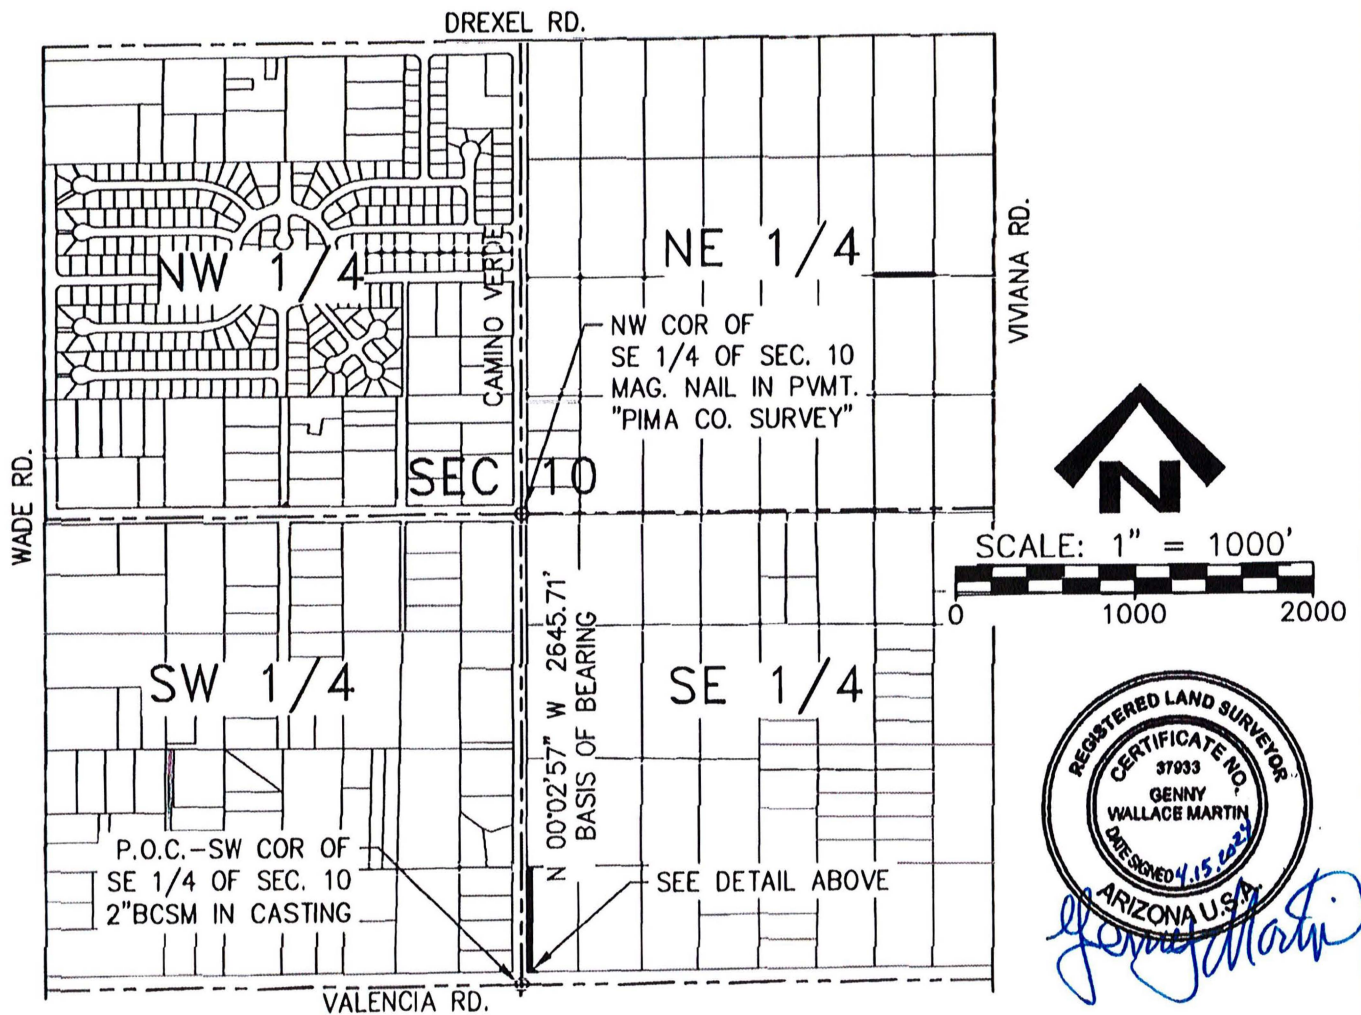 DREXEL RD.
NW 1/4
NE 1/4
CAMINO VERDE
VIVIANA RD.
NW COR OF
SE 1/4 OF SEC. 10
MAG. NAIL IN PVMT.
"PIMA CO. SURVEY"
WADE RD.
SEC 10
N
SCALE: 1" = 1000'
0 1000 2000
N 00°02'57" W 2645.71'
BASIS OF BEARING
SW 1/4
SE 1/4
REGISTERED LAND SURVEYOR
CERTIFICATE NO.
37933
GENNY
WALLACE MARTIN
DATE SIGNED 4.15.2024
ARIZONA U.S.A.
Genny Martin
P.O.C.-SW COR OF
SE 1/4 OF SEC. 10
2"BCSM IN CASTING
SEE DETAIL ABOVE
VALENCIA RD.